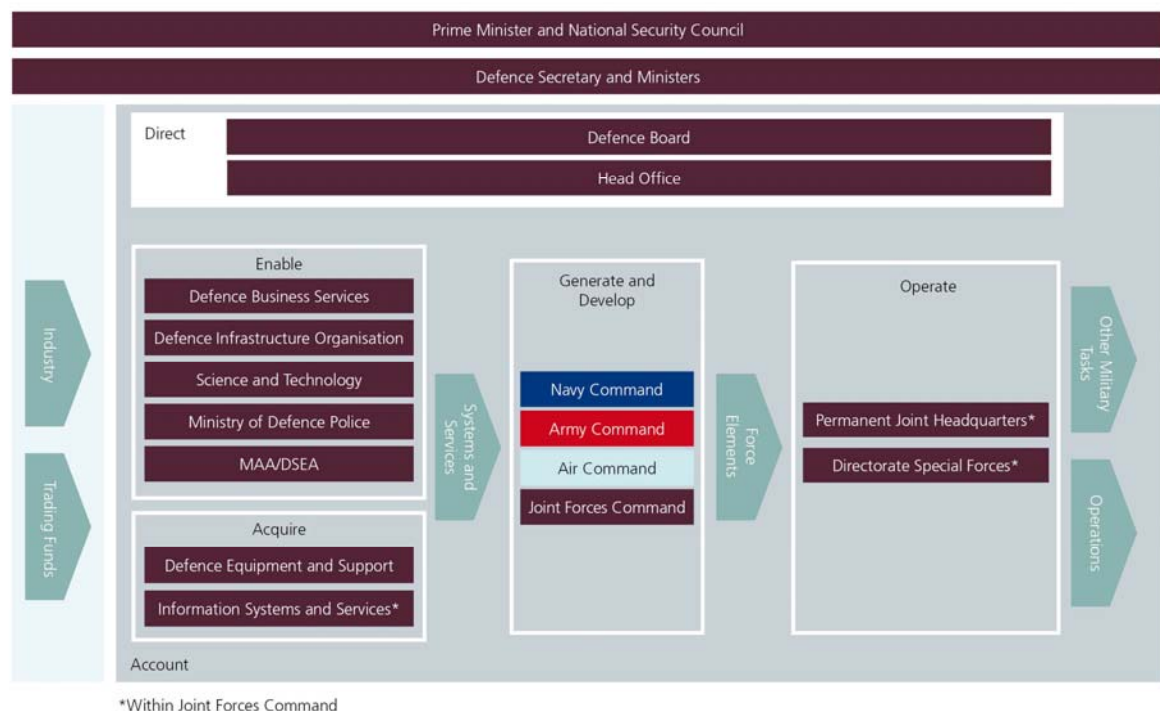 Prime Minister and National Security Council
Defence Secretary and Ministers
Direct
Defence Board
Head Office
Industry
Trading Funds
Enable
Defence Business Services
Defence Infrastructure Organisation
Science and Technology
Ministry of Defence Police
MAA/DSEA
Acquire
Defence Equipment and Support
Information Systems and Services*
Systems and
Services
Generate and
Develop
Navy Command
Army Command
Air Command
Joint Forces Command
Force
Elements
Operate
Permanent Joint Headquarters*
Directorate Special Forces*
Other Military
Tasks
Operations
Account
*Within Joint Forces Command